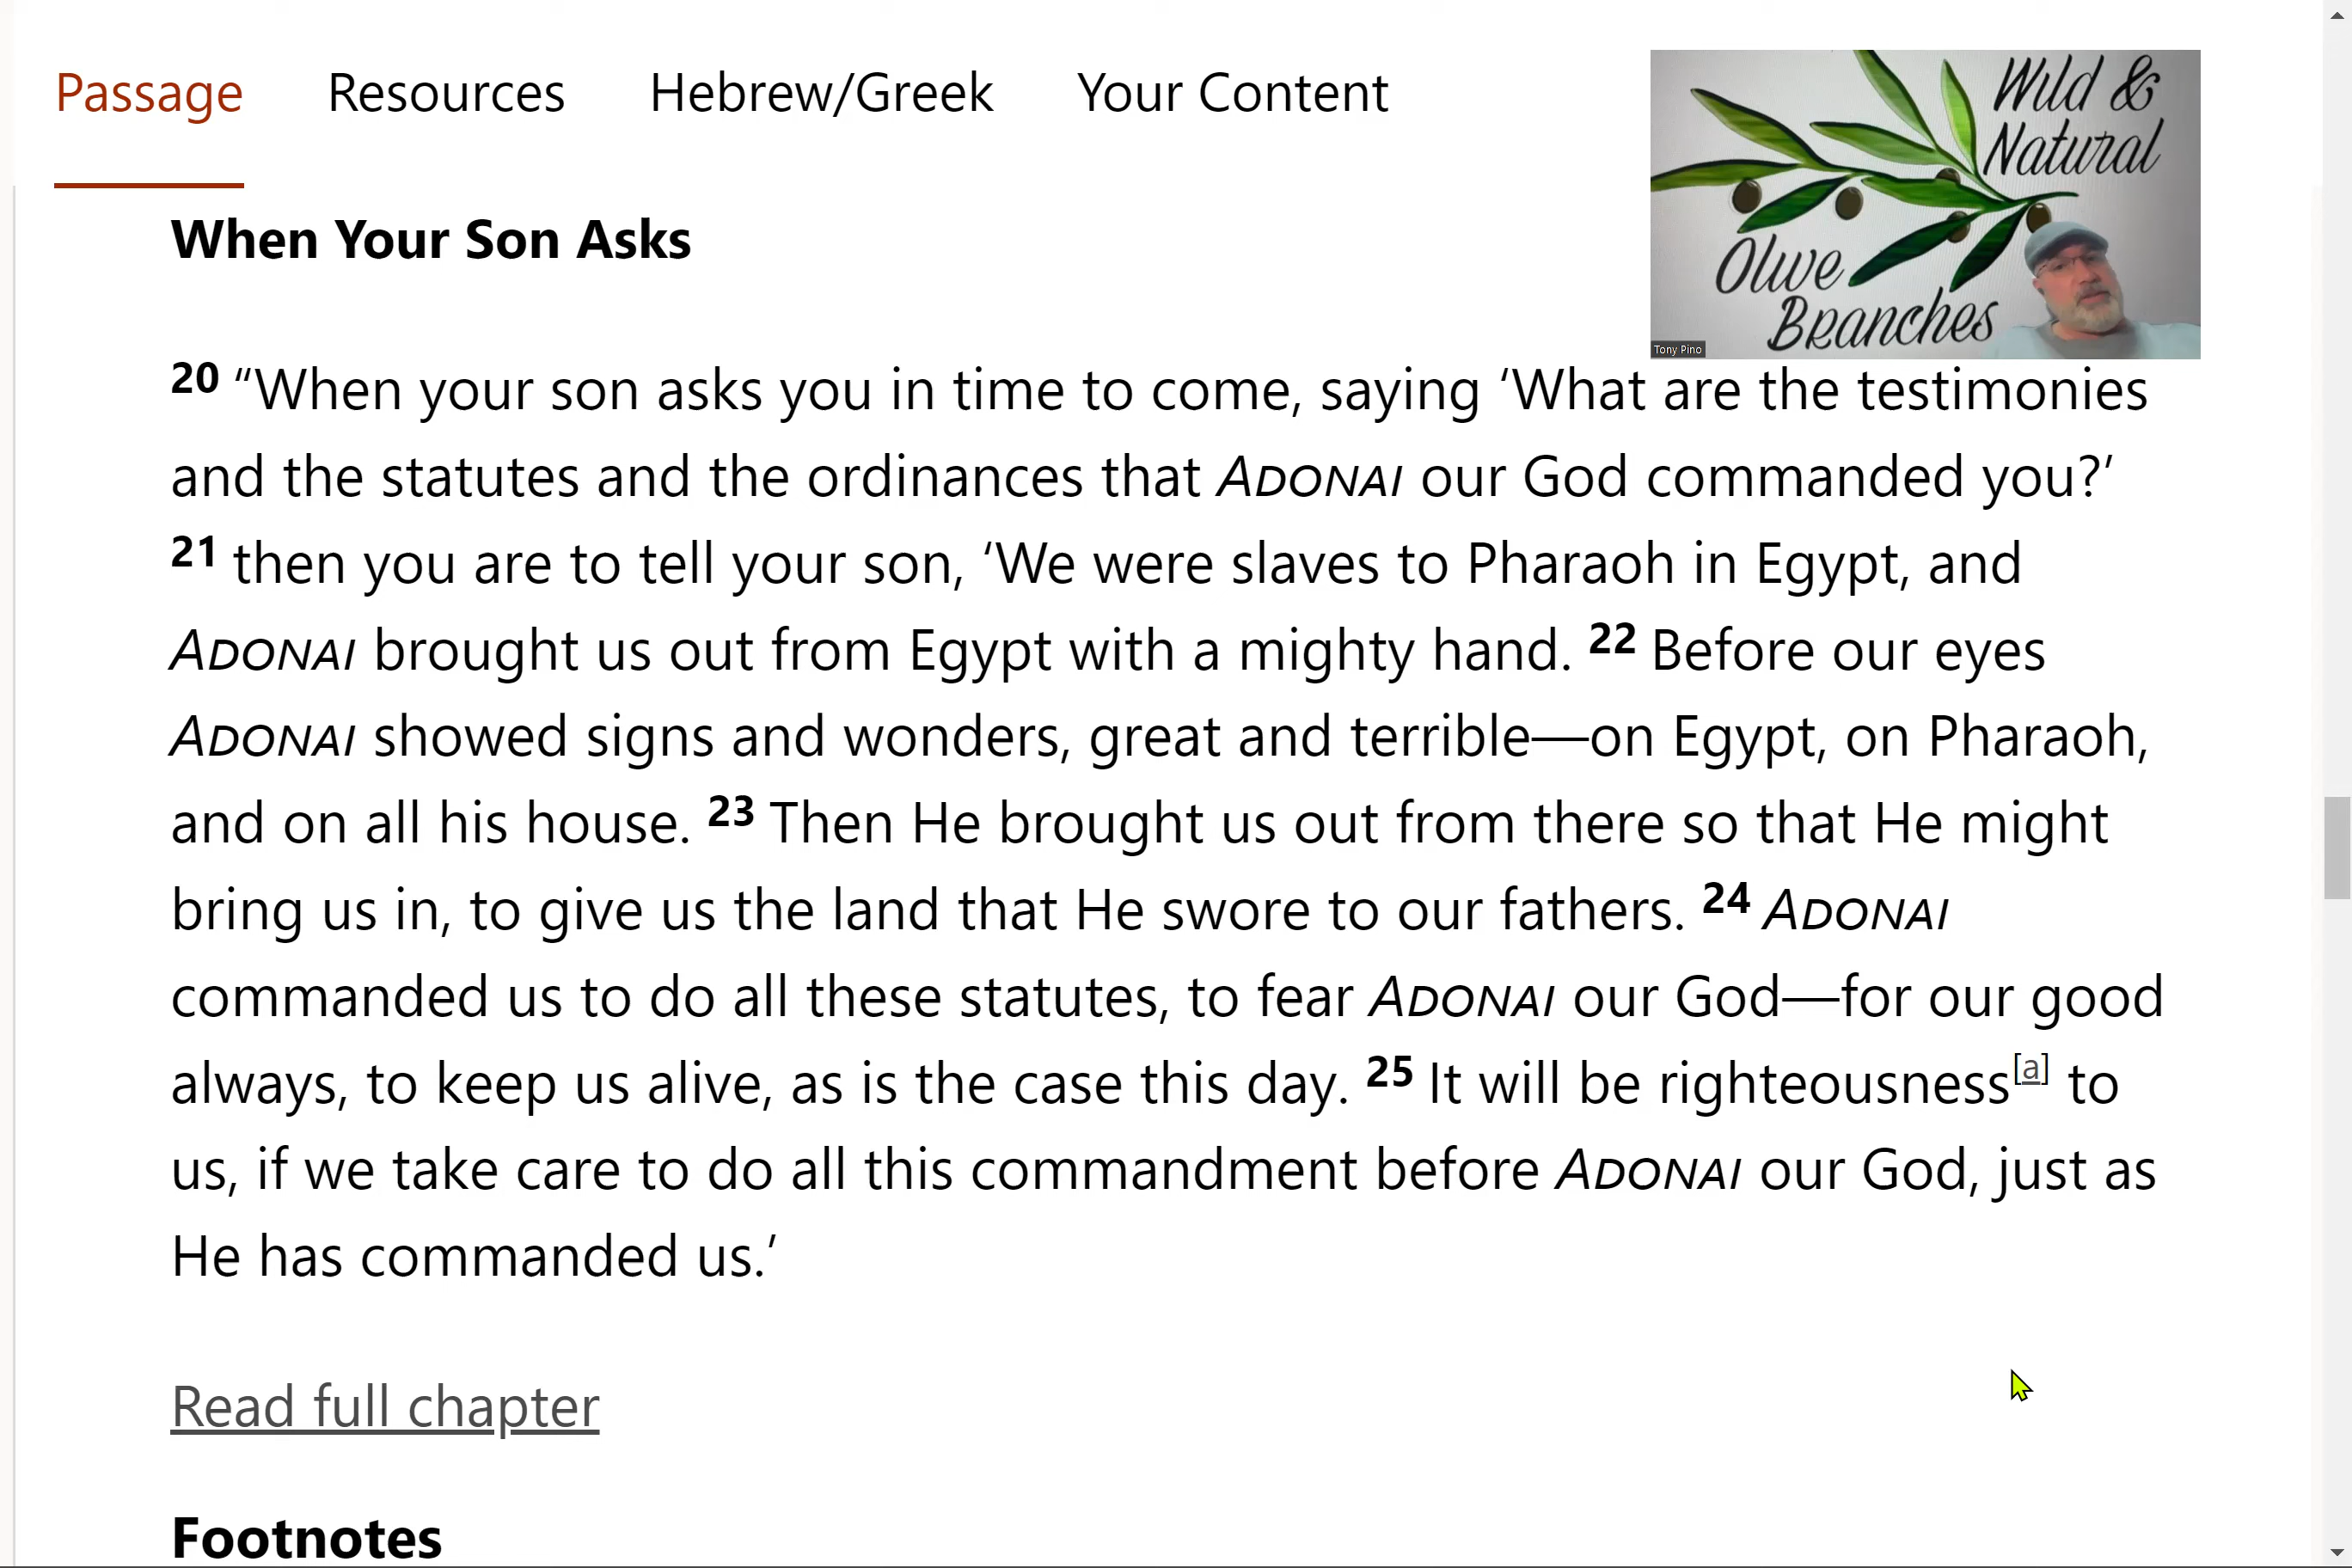 Passage Resources Hebrew/Greek Your Content
Wild &
Natural
Olive
Branches
Tony Pino
When Your Son Asks
20 “When your son asks you in time to come, saying ‘What are the testimonies
and the statutes and the ordinances that ADONAI our God commanded you?’
21 then you are to tell your son, ‘We were slaves to Pharaoh in Egypt, and
ADONAI brought us out from Egypt with a mighty hand. 22 Before our eyes
ADONAI showed signs and wonders, great and terrible—on Egypt, on Pharaoh,
and on all his house. 23 Then He brought us out from there so that He might
bring us in, to give us the land that He swore to our fathers. 24 ADONAI
commanded us to do all these statutes, to fear ADONAI our God—for our good
always, to keep us alive, as is the case this day. 25 It will be righteousness[a] to
us, if we take care to do all this commandment before ADONAI our God, just as
He has commanded us.’
Read full chapter
Footnotes